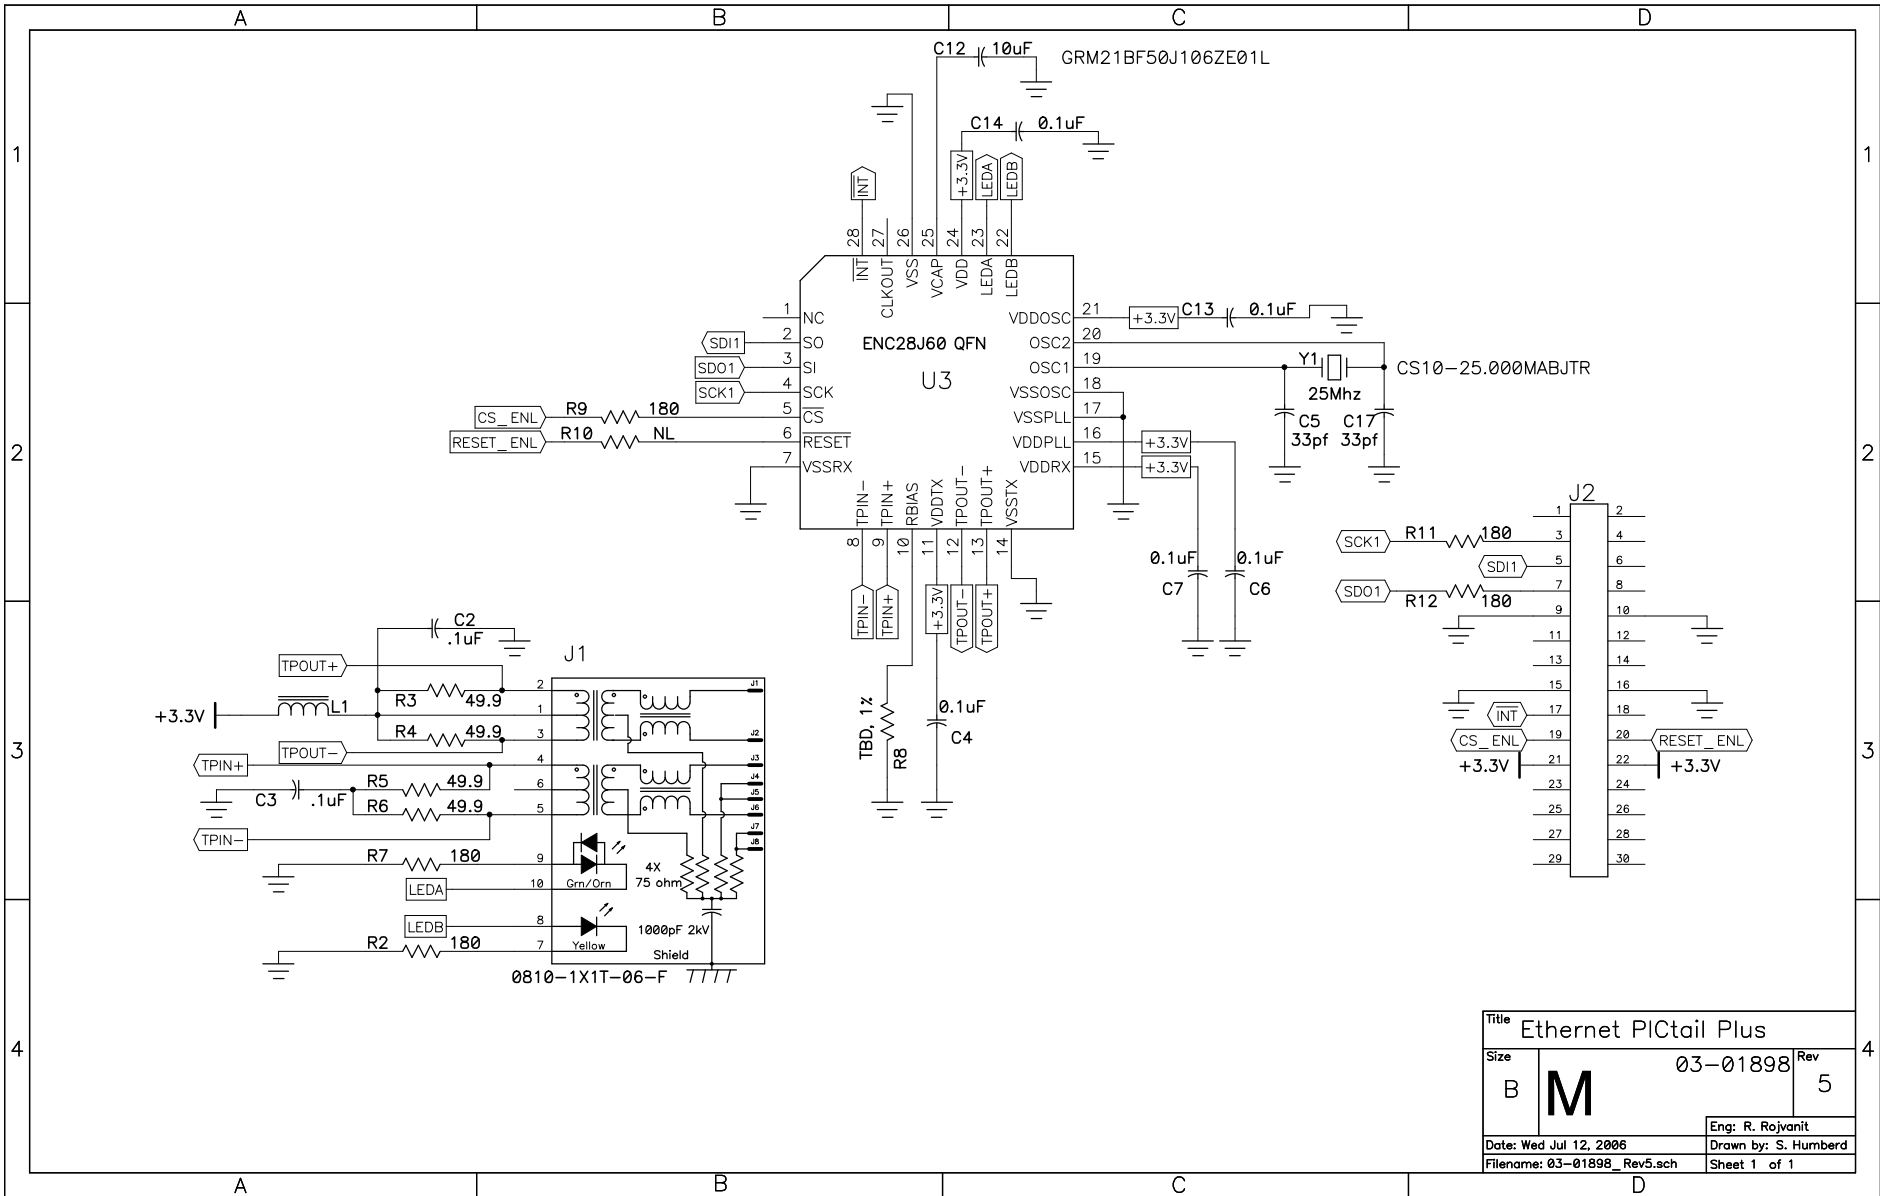 A B C D
C12 10uF GRM21BF50J106ZE01L
C14 0.1uF
1 1
INT +3.3V LEDA LEDB
28 27 26 25 24 23 22
INT CLKOUT VSS VCAP VDD LEDA LEDB
1 NC
SDI1 2 SO
SDO1 3 SI
SCK1 4 SCK
CS_ENL R9 180 5 CS
RESET_ENL R10 NL 6 RESET
7 VSSRX
ENC28J60 QFN
U3
VDDOSC 21 +3.3V C13 0.1uF
OSC2 20
OSC1 19 Y1 CS10-25.000MABJTR
25Mhz
VSSOSC 18
VSSPLL 17
VDDPLL 16 +3.3V
VDDRX 15 +3.3V
C5 C17
33pf 33pf
2 2
TPIN- TPIN+ RBIAS VDDTX TPOUT- TPOUT+ VSSTX
8 9 10 11 12 13 14
TPIN- TPIN+ +3.3V TPOUT- TPOUT+
0.1uF 0.1uF
C7 C6
TBD, 1%
R8
0.1uF
C4
J2
1 2
SCK1 R11 180 3 4
SDI1 5 6
SDO1 R12 180 7 8
9 10
11 12
13 14
15 16
INT 17 18
CS_ENL 19 20 RESET_ENL
+3.3V 21 22 +3.3V
23 24
25 26
27 28
29 30
C2
.1uF
J1
TPOUT+
R3 49.9 2 J1
+3.3V L1 1
R4 49.9 3 J2
TPOUT-
TPIN+ 4 J3
J4
C3 .1uF R5 49.9 6 J5
R6 49.9 5 J6
TPIN- J7
J8
R7 180 9
LEDA 10 Grn/Orn
4X
75 ohm
LEDB 8
R2 180 7 Yellow
1000pF 2kV
Shield
0810-1X1T-06-F
3 3
4 4
Title Ethernet PICtail Plus
Size B
M
03-01898
Rev 5
Eng: R. Rojvanit
Date: Wed Jul 12, 2006 Drawn by: S. Humberd
Filename: 03-01898_Rev5.sch Sheet 1 of 1
A B C D